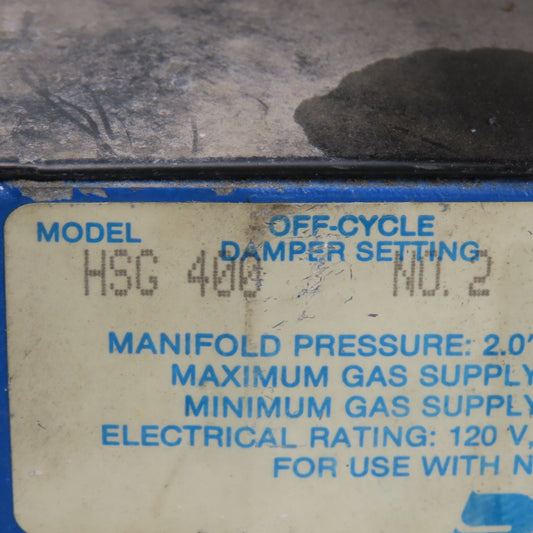 MODEL OFF-CYCLE
DAMPER SETTING
HSG 400 NO. 2
MANIFOLD PRESSURE: 2.0"
MAXIMUM GAS SUPPLY
MINIMUM GAS SUPPLY
ELECTRICAL RATING: 120 V,
FOR USE WITH N